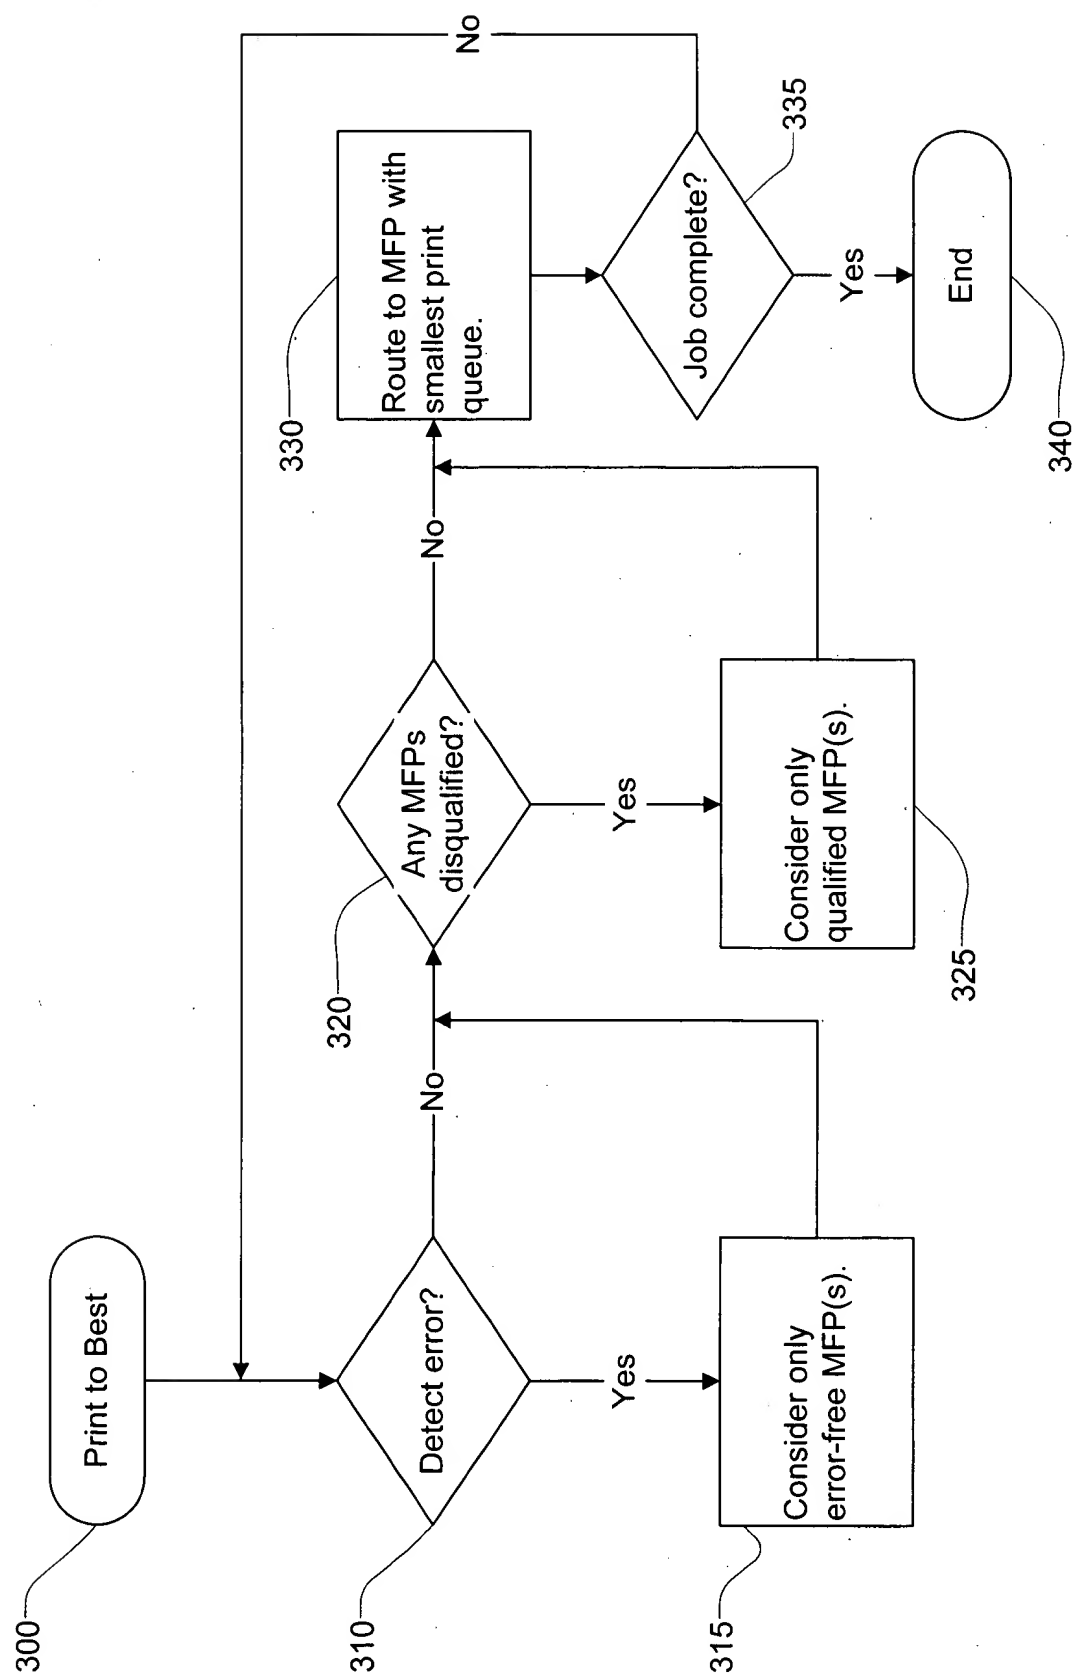 300
Print to Best
310
Detect error?
No
Yes
315
Consider only
error-free MFP(s).
320
Any MFPs
disqualified?
No
Yes
325
Consider only
qualified MFP(s).
330
Route to MFP with
smallest print
queue.
Job complete?
335
No
Yes
End
340